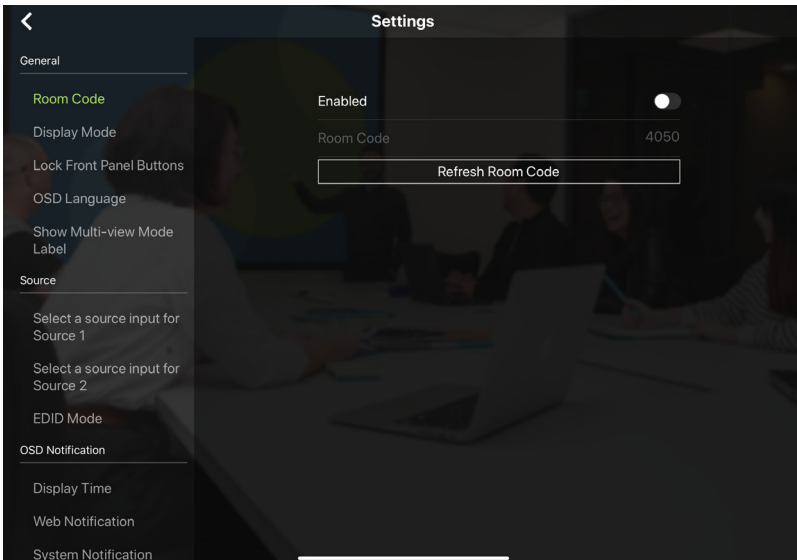 Settings
General
Room Code
Display Mode
Lock Front Panel Buttons
OSD Language
Show Multi-view Mode
Label
Source
Select a source input for
Source 1
Select a source input for
Source 2
EDID Mode
OSD Notification
Display Time
Web Notification
System Notification
Enabled
Room Code 4050
Refresh Room Code